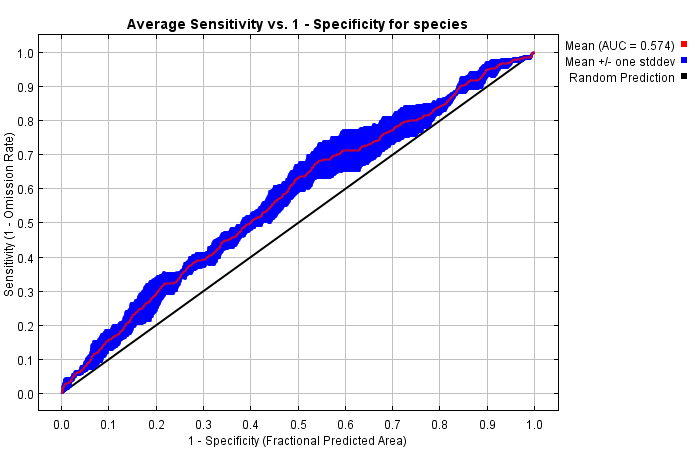 Average Sensitivity vs. 1 - Specificity for species
Mean (AUC = 0.574)
Mean +/- one stddev
Random Prediction
Sensitivity (1 - Omission Rate)
1.0
0.9
0.8
0.7
0.6
0.5
0.4
0.3
0.2
0.1
0.0
0.0 0.1 0.2 0.3 0.4 0.5 0.6 0.7 0.8 0.9 1.0
1 - Specificity (Fractional Predicted Area)